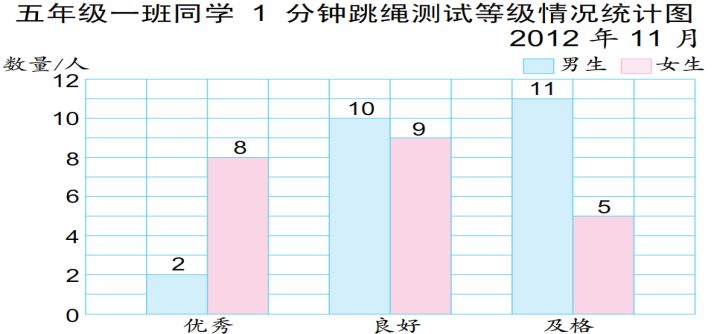 五年级一班同学 1 分钟跳绳测试等级情况统计图
2012 年 11 月
数量/人
男生 女生
12
10
8
6
4
2
0
2
8
10
9
11
5
优秀 良好 及格